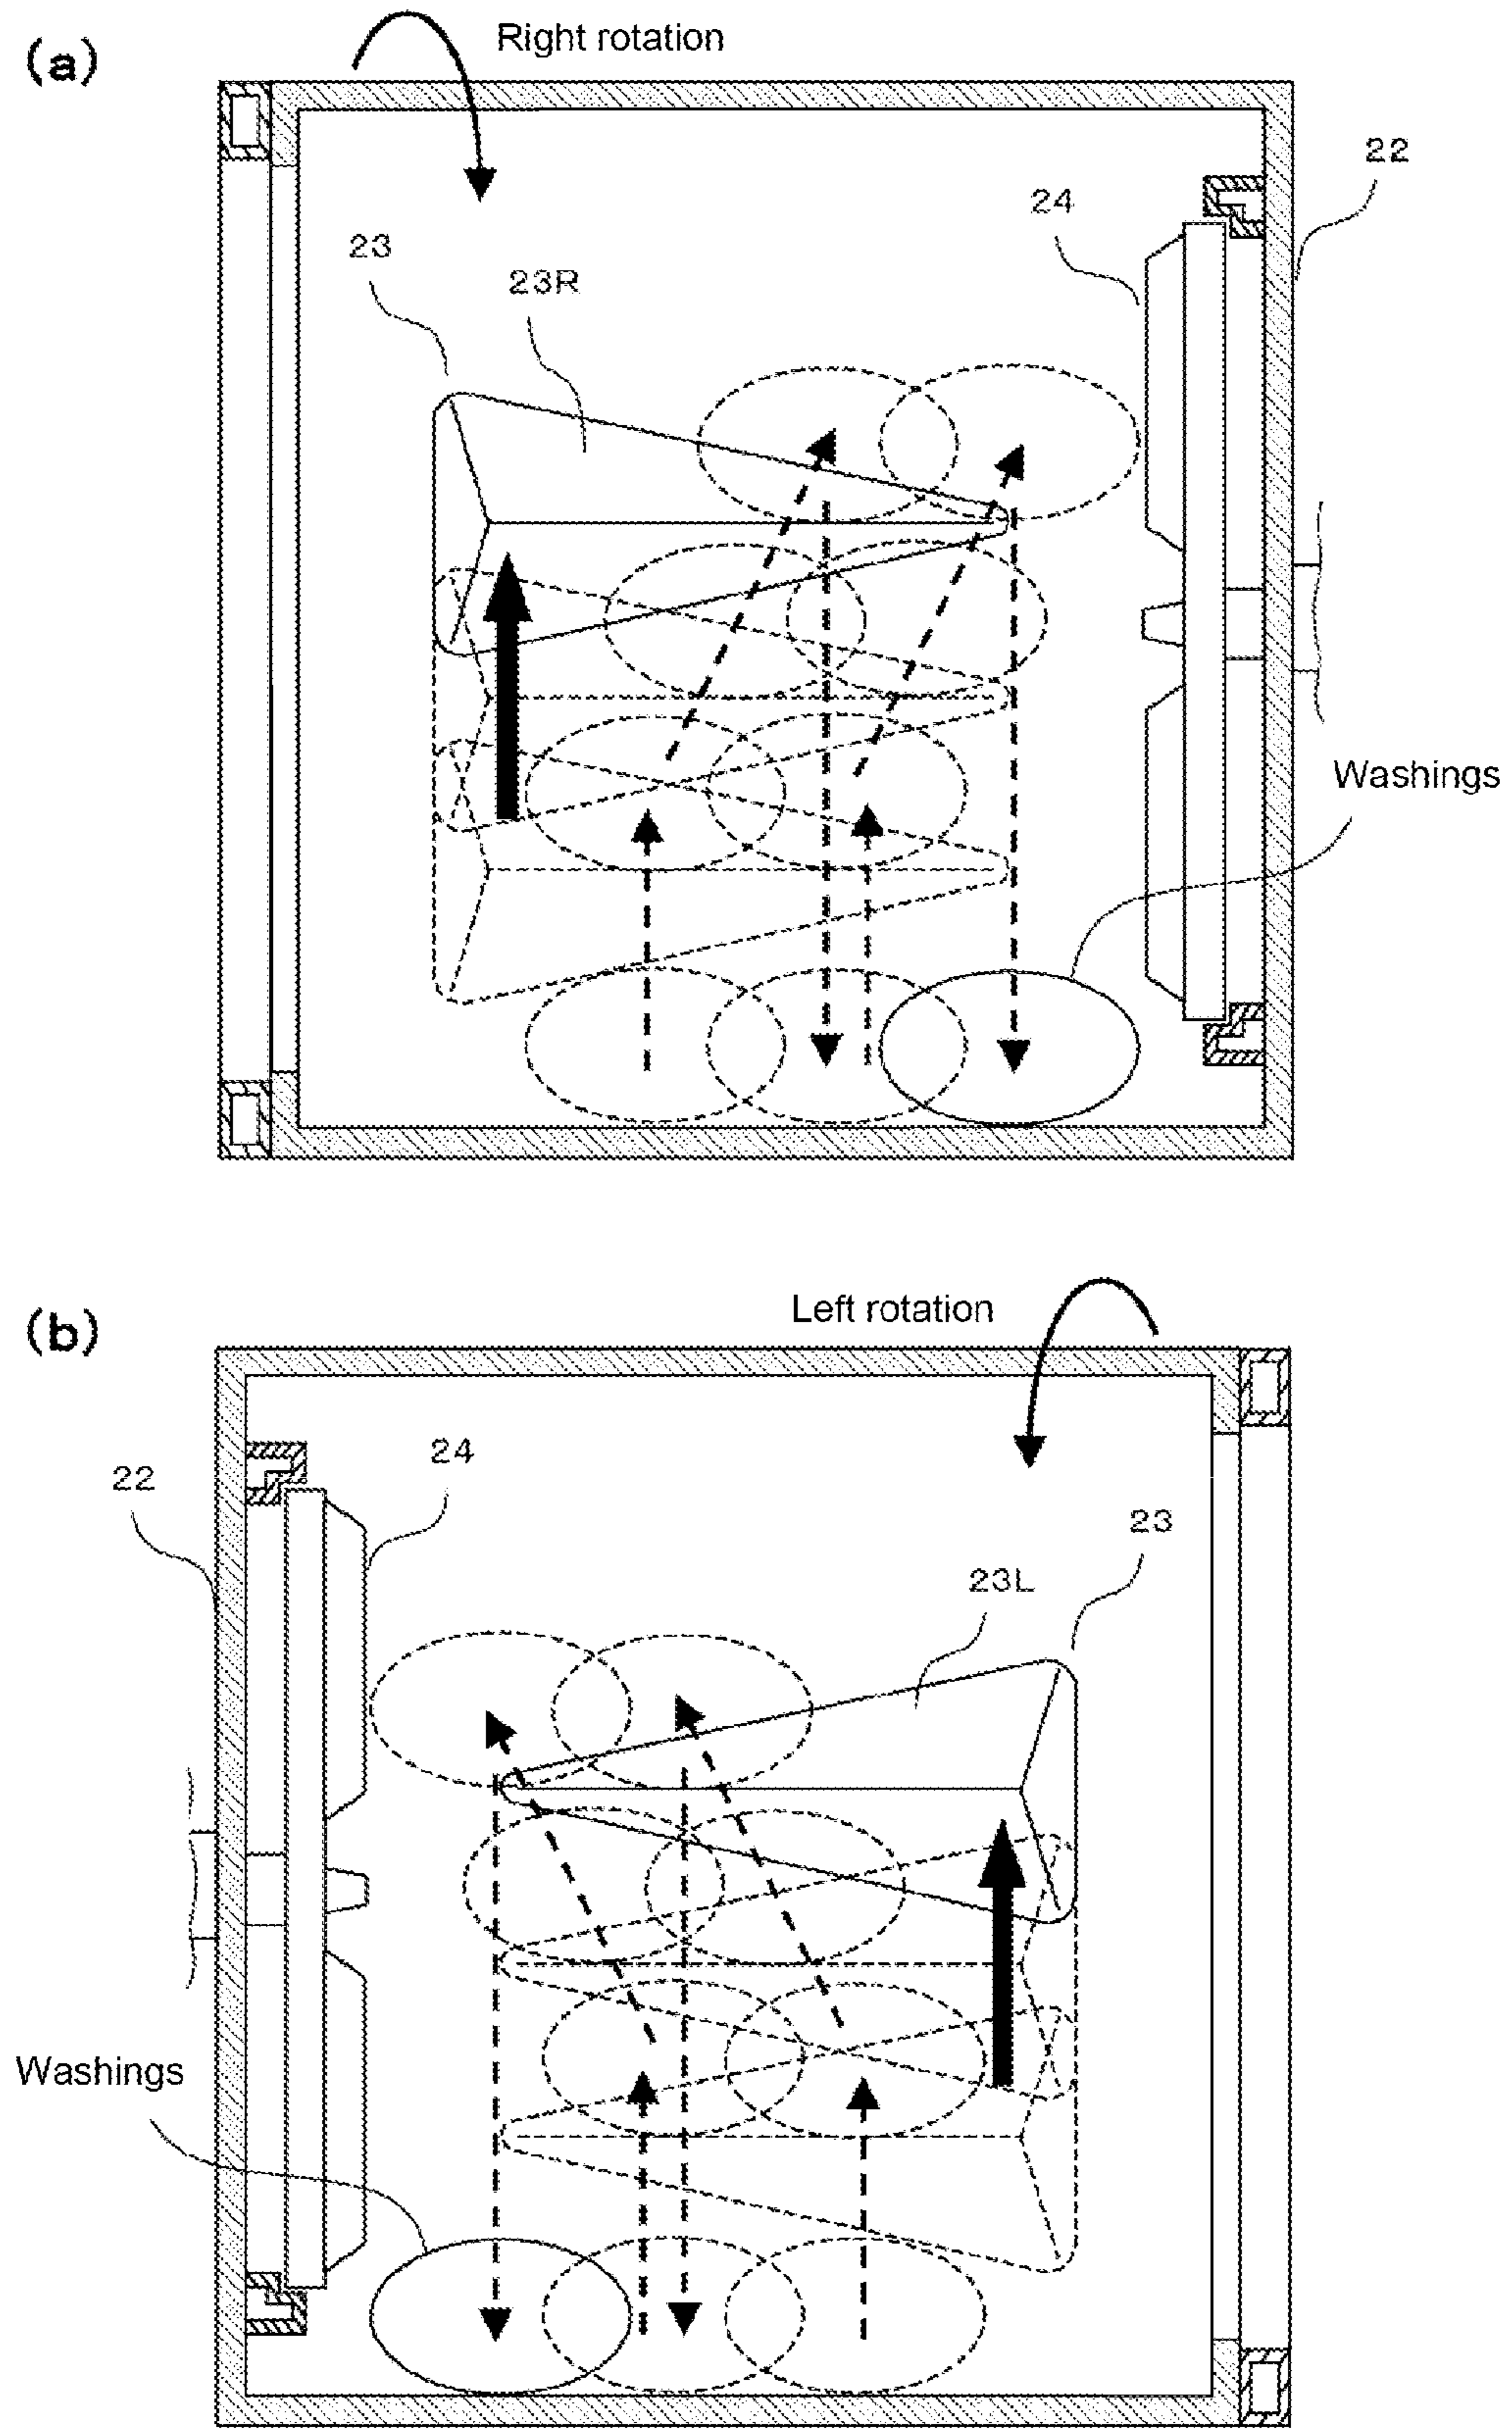 (a)
Right rotation
22
24
23
23R
Washings
(b)
Left rotation
24
22
23
23L
Washings